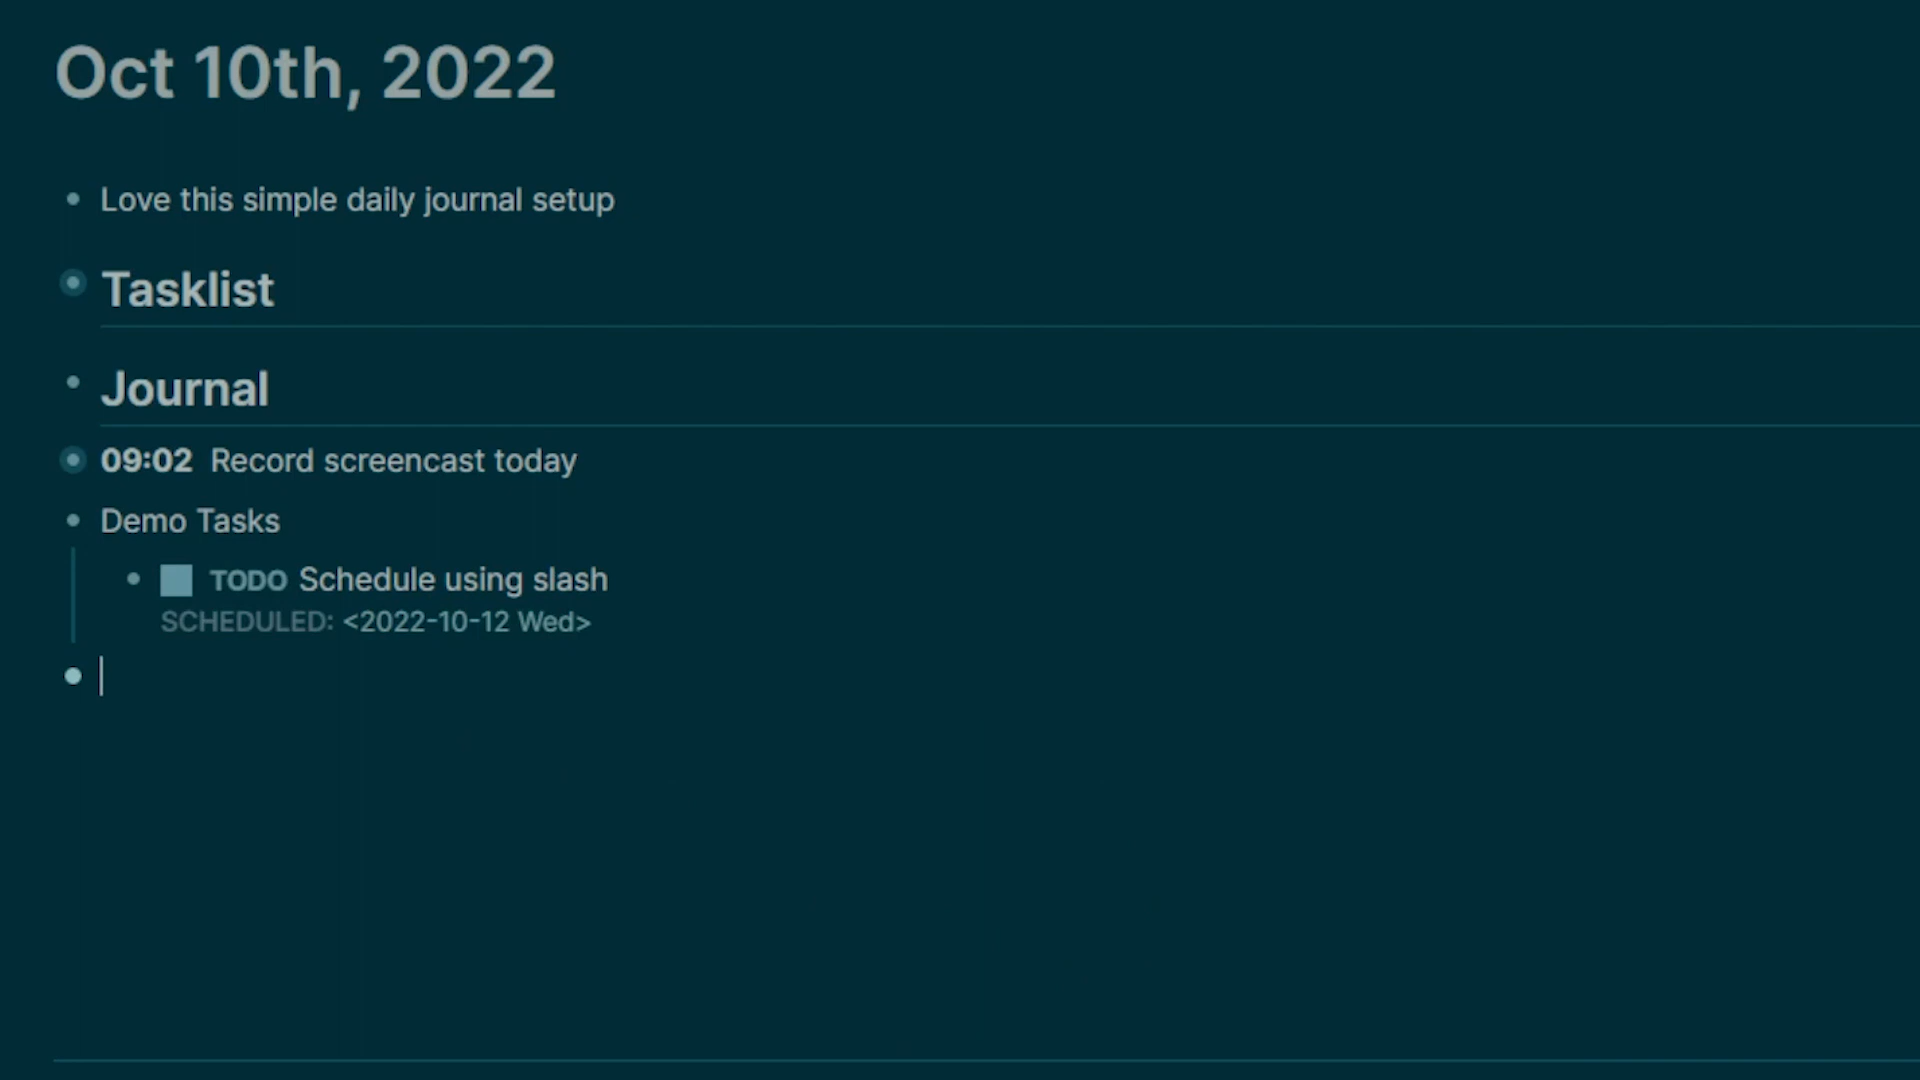 Oct 10th, 2022
Love this simple daily journal setup
Tasklist
Journal
09:02 Record screencast today
Demo Tasks
TODO Schedule using slash
SCHEDULED: <2022-10-12 Wed>